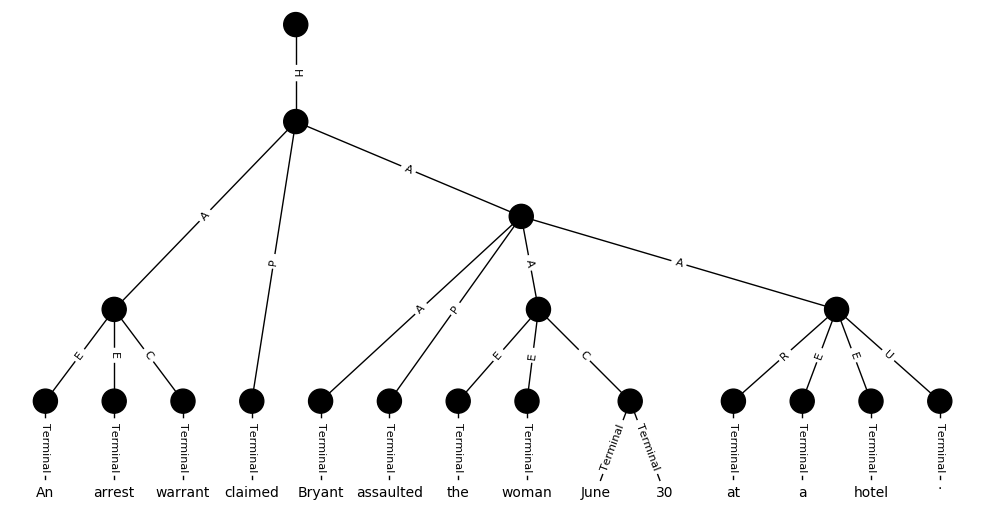 H
A
A
P
A
A
P
A
E
E
C
E
E
C
R
E
E
U
Terminal Terminal Terminal Terminal Terminal Terminal Terminal Terminal Terminal Terminal Terminal Terminal Terminal Terminal
An arrest warrant claimed Bryant assaulted the woman June 30 at a hotel .